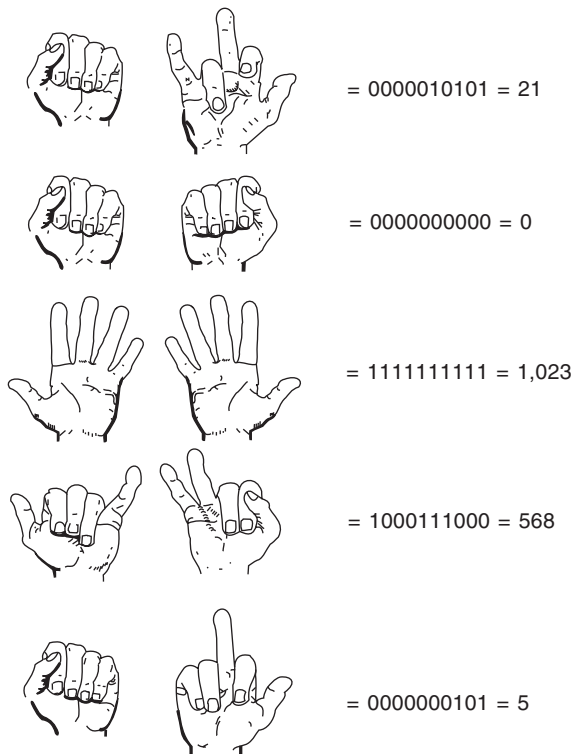 = 0000010101 = 21
= 0000000000 = 0
= 1111111111 = 1,023
= 1000111000 = 568
= 0000000101 = 5